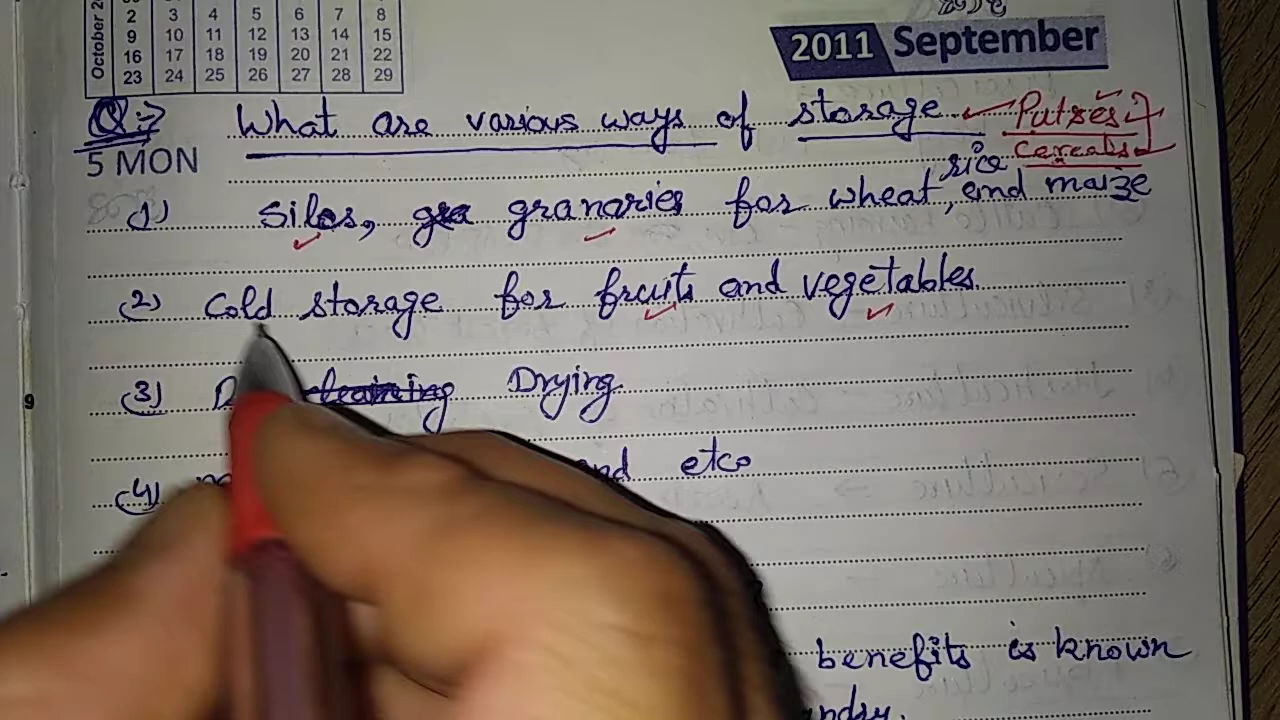 October 2
2 3 4 5 6 7 8
9 10 11 12 13 14 15
16 17 18 19 20 21 22
23 24 25 26 27 28 29
2011 September
Q:- What are various ways of storage Pulses
cereals
5 MON
rice
(1) Silos, granaries for wheat, and maize
(2) Cold storage for fruits and vegetables.
(3) Drying
9
(4) and etc.
benefits is known